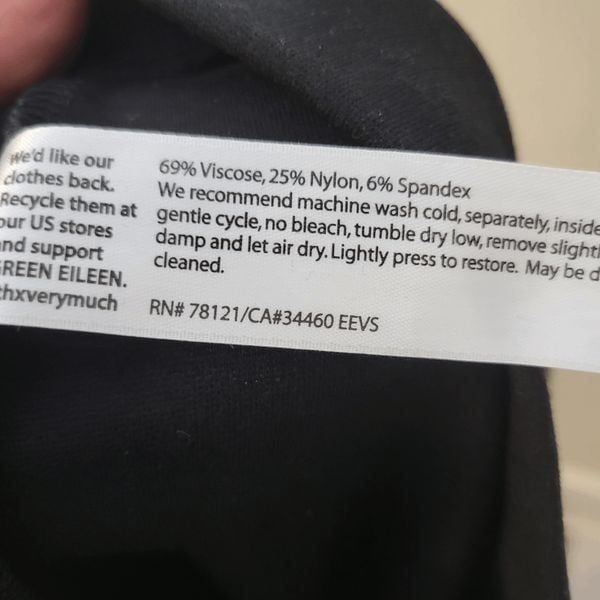 we'd like our
clothes back.
Recycle them at
our US stores
and support
GREEN EILEEN.
thxverymuch
69% Viscose, 25% Nylon, 6% Spandex
We recommend machine wash cold, separately, inside
gentle cycle, no bleach, tumble dry low, remove slightl
damp and let air dry. Lightly press to restore. May be d
cleaned.
RN# 78121/CA#34460 EEVS